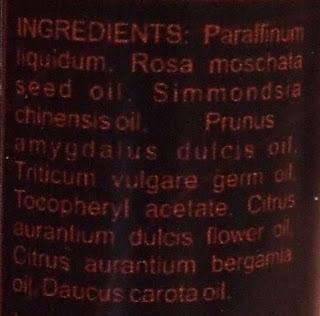 INGREDIENTS: Paraffinum
liquidum, Rosa moschata
seed oil, Simmondsia
chinensis oil, Prunus
amygdalus dulcis oil,
Triticum vulgare germ oil,
Tocopheryl acetate, Citrus
aurantium dulcis flower oil,
Citrus aurantium bergamia
oil, Daucus carota oil.